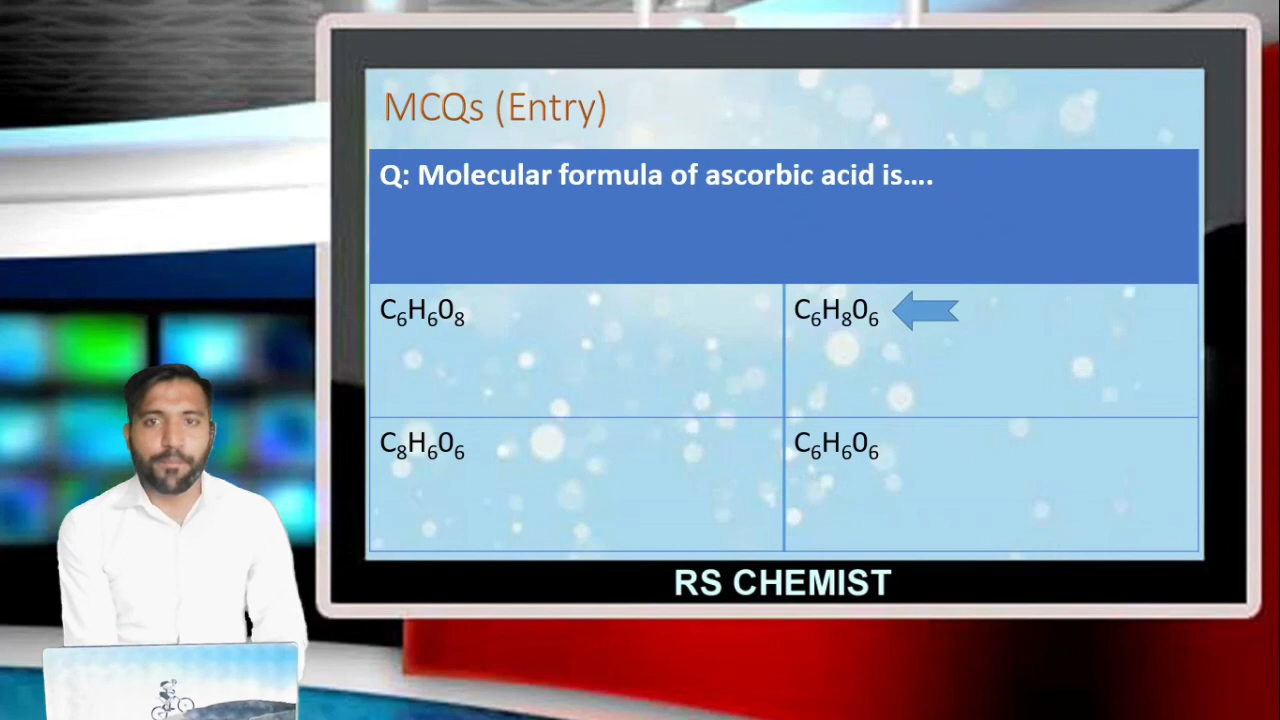 MCQs (Entry)
Q: Molecular formula of ascorbic acid is....
C₆H₆0₈
C₆H₈0₆
C₈H₆0₆
C₆H₆0₆
RS CHEMIST